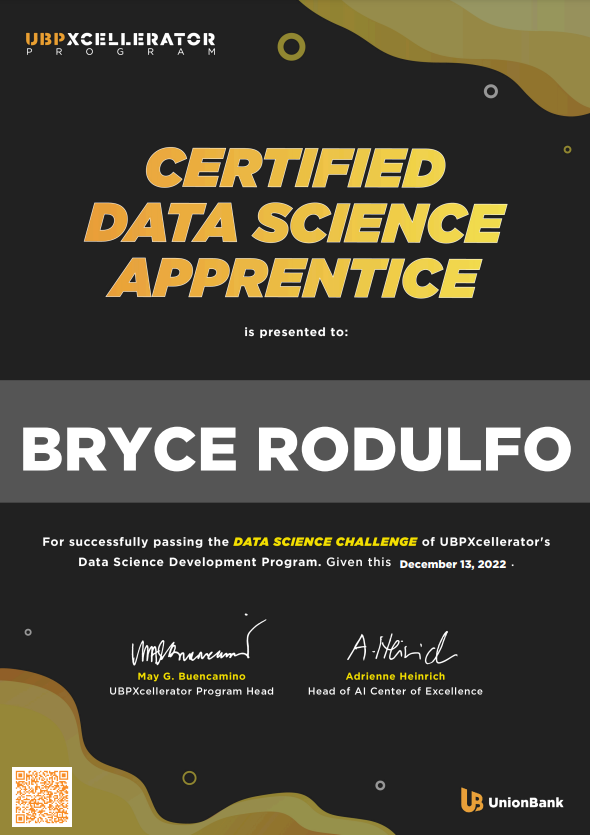 UBPXCELLERATOR
PROGRAM
CERTIFIED
DATA SCIENCE
APPRENTICE
is presented to:
BRYCE RODULFO
For successfully passing the DATA SCIENCE CHALLENGE of UBPXcellerator's
Data Science Development Program. Given this December 13, 2022 .
A.Heinrich
May G. Buencamino
Adrienne Heinrich
UBPXcellerator Program Head
Head of AI Center of Excellence
UB UnionBank